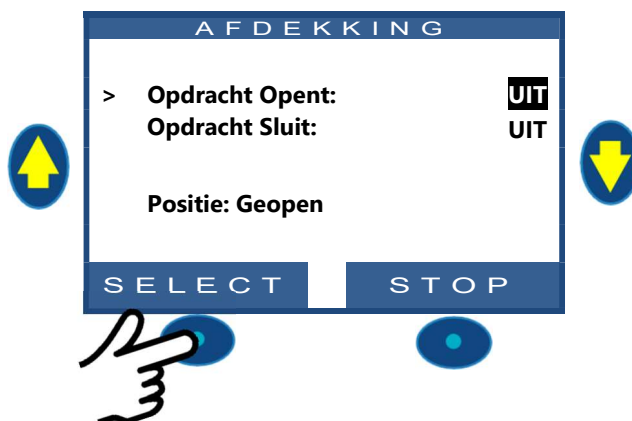 AFDEKKING
> Opdracht Opent: UIT
Opdracht Sluit: UIT
Positie: Geopen
SELECT STOP